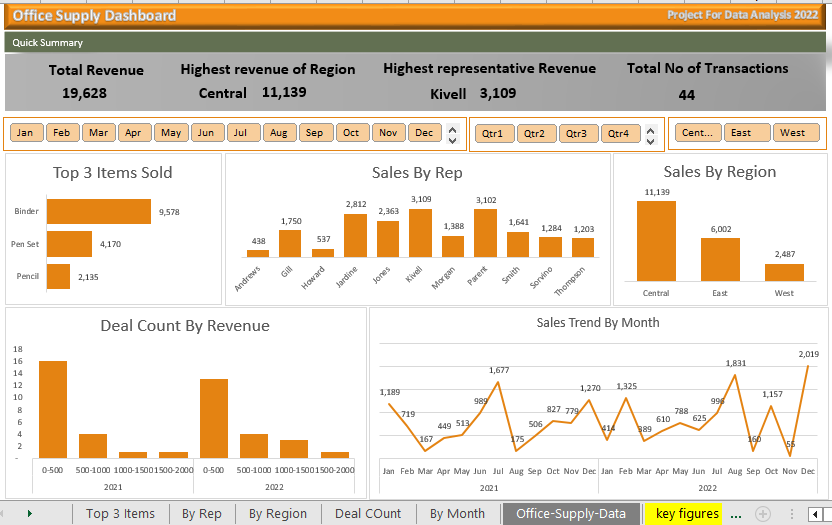 Office Supply Dashboard
Project For Data Analysis 2022
Quick Summary
Total Revenue
19,628
Highest revenue of Region
Central 11,139
Highest representative Revenue
Kivell 3,109
Total No of Transactions
44
Jan Feb Mar Apr May Jun Jul Aug Sep Oct Nov Dec
Qtr1 Qtr2 Qtr3 Qtr4
Cent... East West
Top 3 Items Sold
Binder 9,578
Pen Set 4,170
Pencil 2,135
Sales By Rep
438 1,750 537 2,812 2,363 3,109 1,388 3,102 1,641 1,284 1,203
Andrews Gill Howard Jardine Jones Kivell Morgan Parent Smith Sorvino Thompson
Sales By Region
11,139 6,002 2,487
Central East West
Deal Count By Revenue
18
16
14
12
10
8
6
4
2
-
0-500 500-1000 1000-1500 1500-2000 0-500 500-1000 1000-1500 1500-2000
2021 2022
Sales Trend By Month
1,189 719 167 449 513 989 1,677 175 506 827 779 1,270 414 1,325 389 610 788 625 996 1,831 160 1,157 55 2,019
Jan Feb Mar Apr May Jun Jul Aug Sep Oct Nov Dec Jan Feb Mar Apr May Jun Jul Aug Sep Oct Nov Dec
2021 2022
Top 3 Items By Rep By Region Deal COunt By Month Office-Supply-Data key figures ...